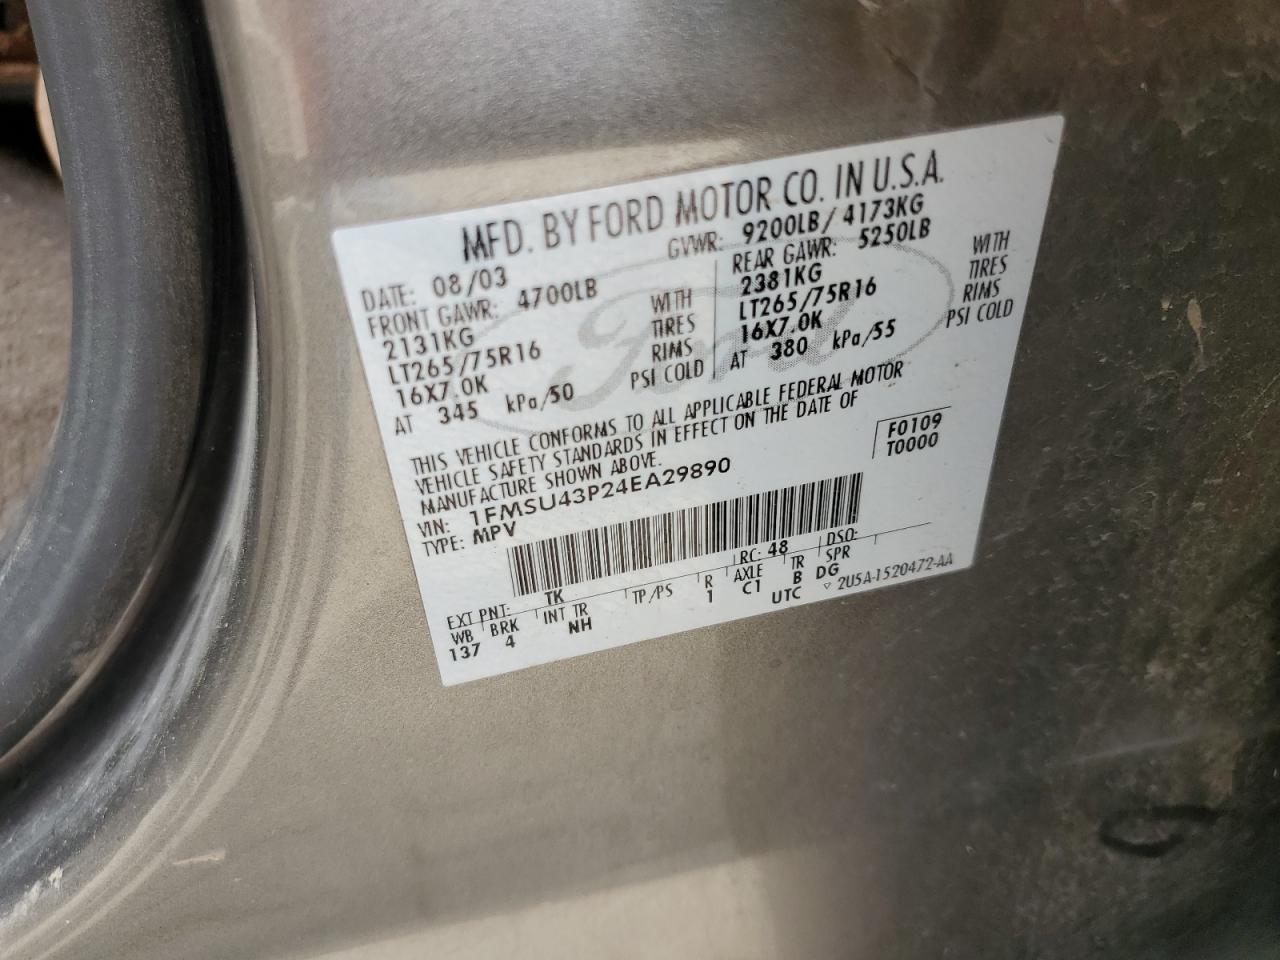 MFD. BY FORD MOTOR CO. IN U.S.A.
DATE: 08/03 GVWR: 9200LB/ 4173KG
FRONT GAWR: 4700LB REAR GAWR: 5250LB
2131KG WITH 2381KG WITH
LT265/75R16 TIRES LT265/75R16 TIRES
16X7.0K RIMS 16X7.0K RIMS
AT 345 kPa/50 PSI COLD AT 380 kPa/55 PSI COLD
THIS VEHICLE CONFORMS TO ALL APPLICABLE FEDERAL MOTOR
VEHICLE SAFETY STANDARDS IN EFFECT ON THE DATE OF
MANUFACTURE SHOWN ABOVE.
F0109
T0000
VIN: 1FMSU43P24EA29890
TYPE: MPV
EXT PNT: TK RC: 48 DSO:
WB BRK INT TR TP/PS R AXLE TR SPR
137 4 NH 1 C1 B DG
UTC ▽ 2U5A-1520472-AA
Ford